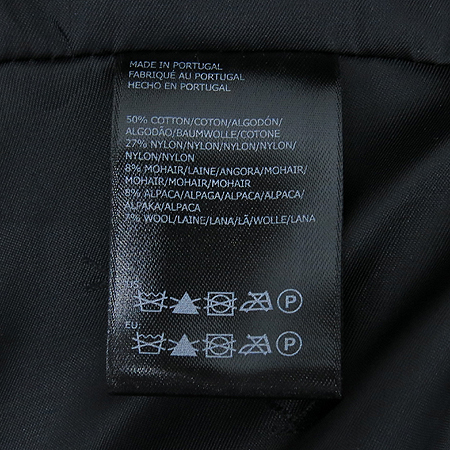 MADE IN PORTUGAL
FABRIQUÉ AU PORTUGAL
HECHO EN PORTUGAL
50% COTTON/COTON/ALGODÓN/
ALGODÃO/BAUMWOLLE/COTONE
27% NYLON/NYLON/NYLON/NYLON/
NYLON/NYLON
8% MOHAIR/LAINE/ANGORA/MOHAIR/
MOHAIR/MOHAIR/MOHAIR
8% ALPACA/ALPAGA/ALPACA/ALPACA/
ALPAKA/ALPACA
7% WOOL/LAINE/LANA/LÃ/WOLLE/LANA
US:
P
EU:
P